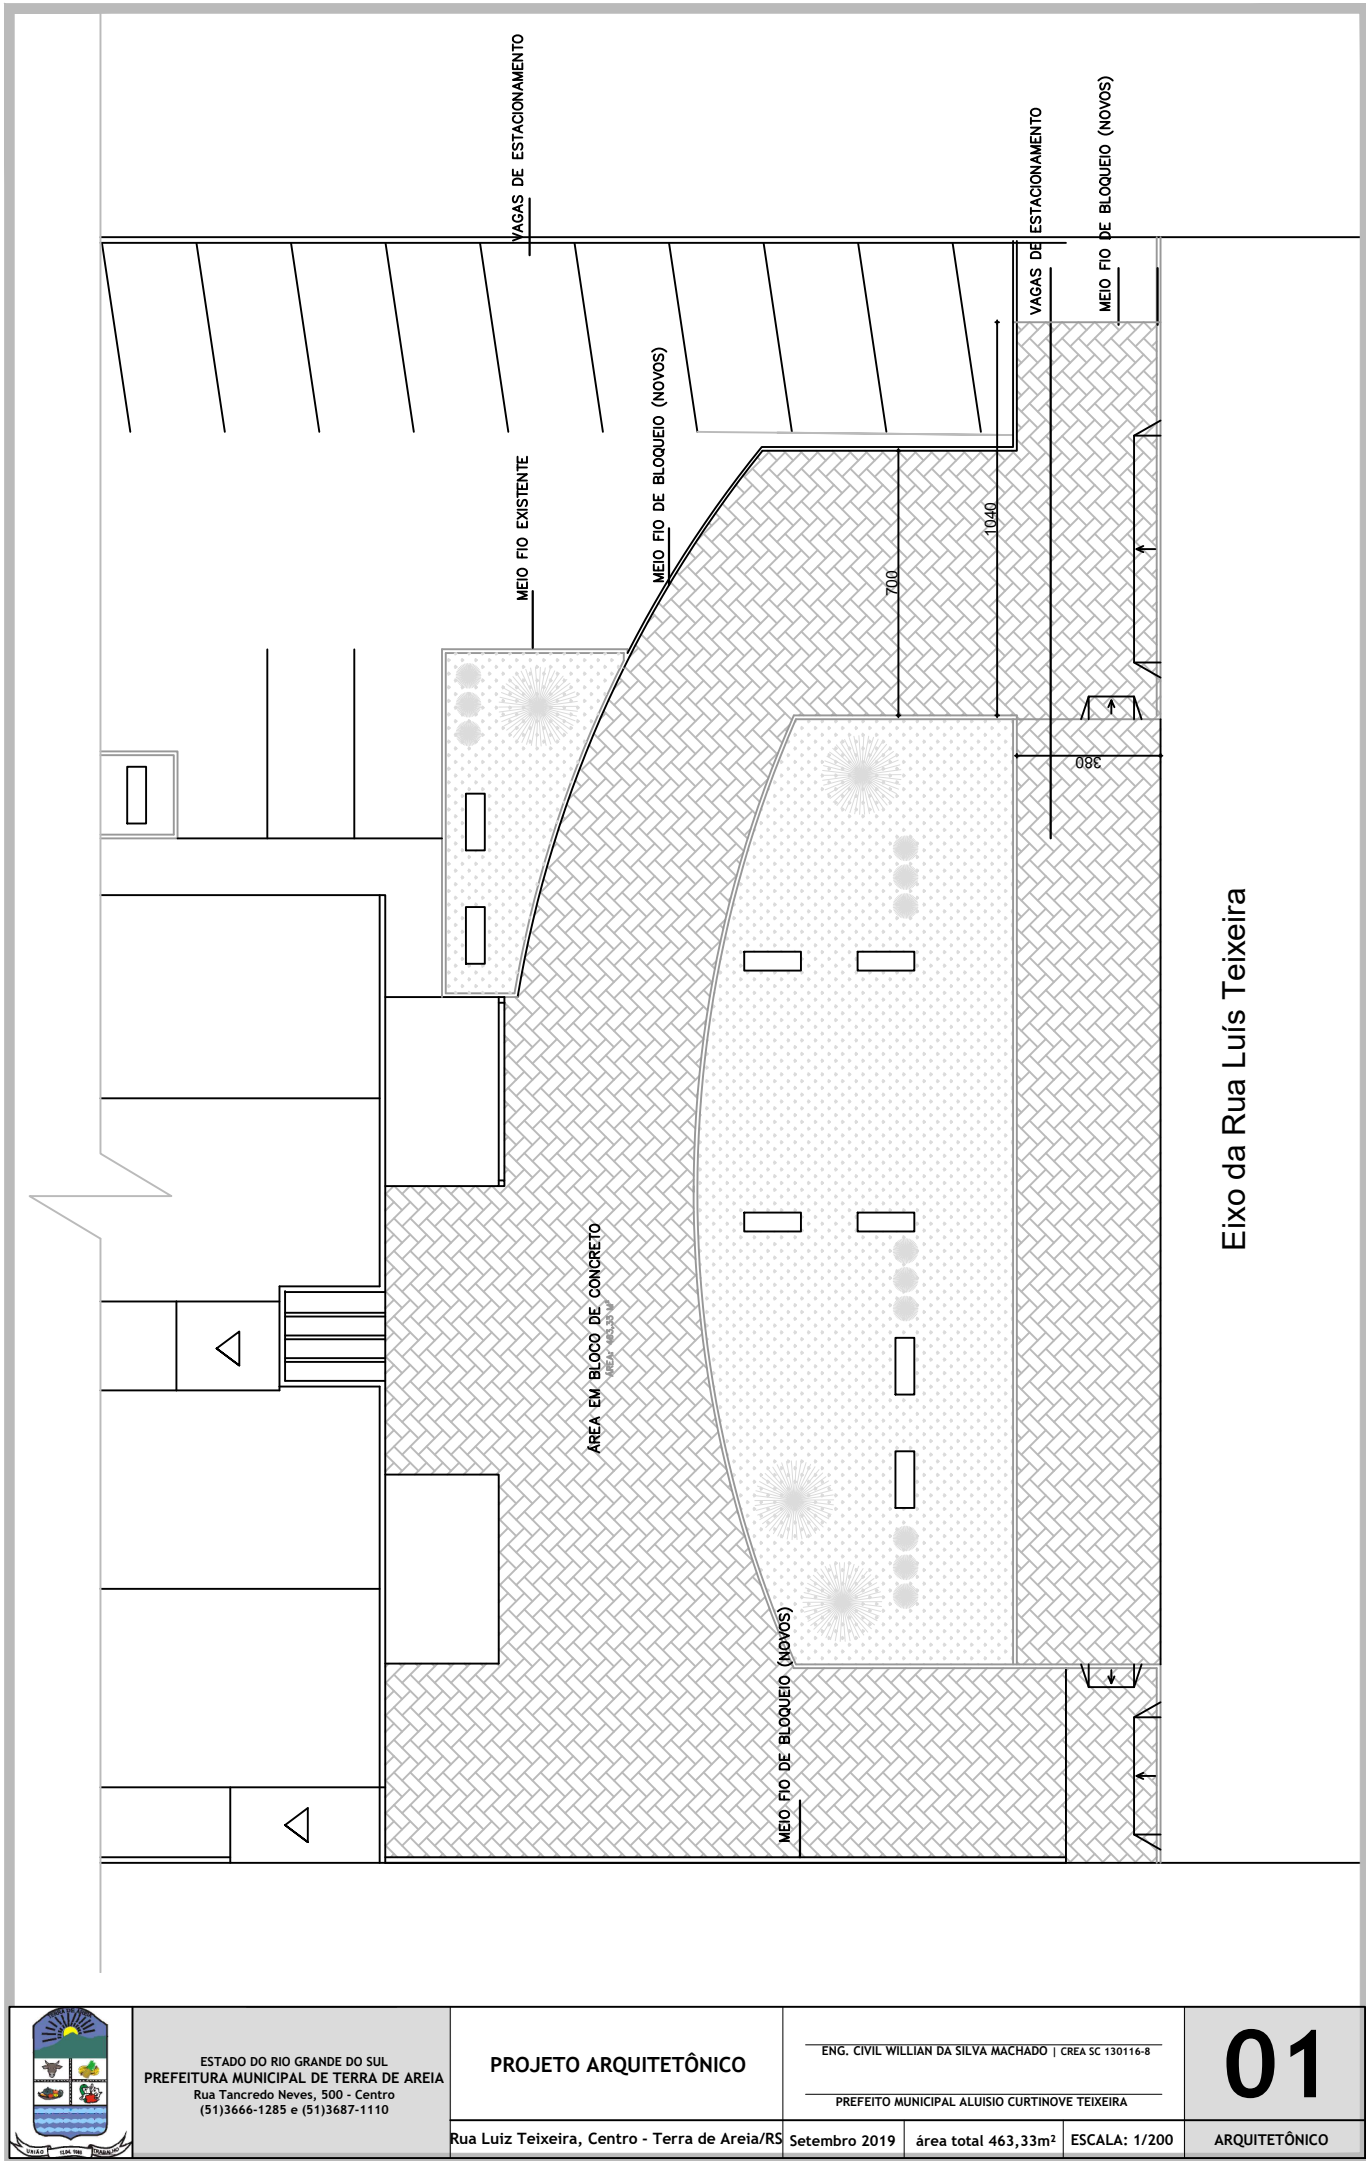 VAGAS DE ESTACIONAMENTO
VAGAS DE ESTACIONAMENTO
MEIO FIO DE BLOQUEIO (NOVOS)
MEIO FIO DE BLOQUEIO (NOVOS)
MEIO FIO EXISTENTE
1040
700
380
Eixo da Rua Luís Teixeira
ÁREA EM BLOCO DE CONCRETO
MEIO FIO DE BLOQUEIO (NOVOS)
ESTADO DO RIO GRANDE DO SUL
PREFEITURA MUNICIPAL DE TERRA DE AREIA
Rua Tancredo Neves, 500 - Centro
(51)3666-1285 e (51)3687-1110
PROJETO ARQUITETÔNICO
Rua Luiz Teixeira, Centro - Terra de Areia/RS
ENG. CIVIL WILLIAN DA SILVA MACHADO | CREA SC 130116-8
PREFEITO MUNICIPAL ALUISIO CURTINOVE TEIXEIRA
Setembro 2019
área total 463,33m²
ESCALA: 1/200
01
ARQUITETÔNICO